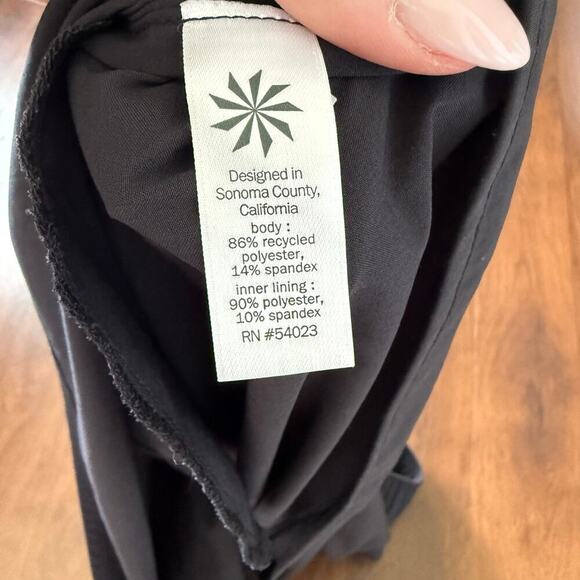 Designed in
Sonoma County,
California
body :
86% recycled
polyester,
14% spandex
inner lining :
90% polyester,
10% spandex
RN #54023